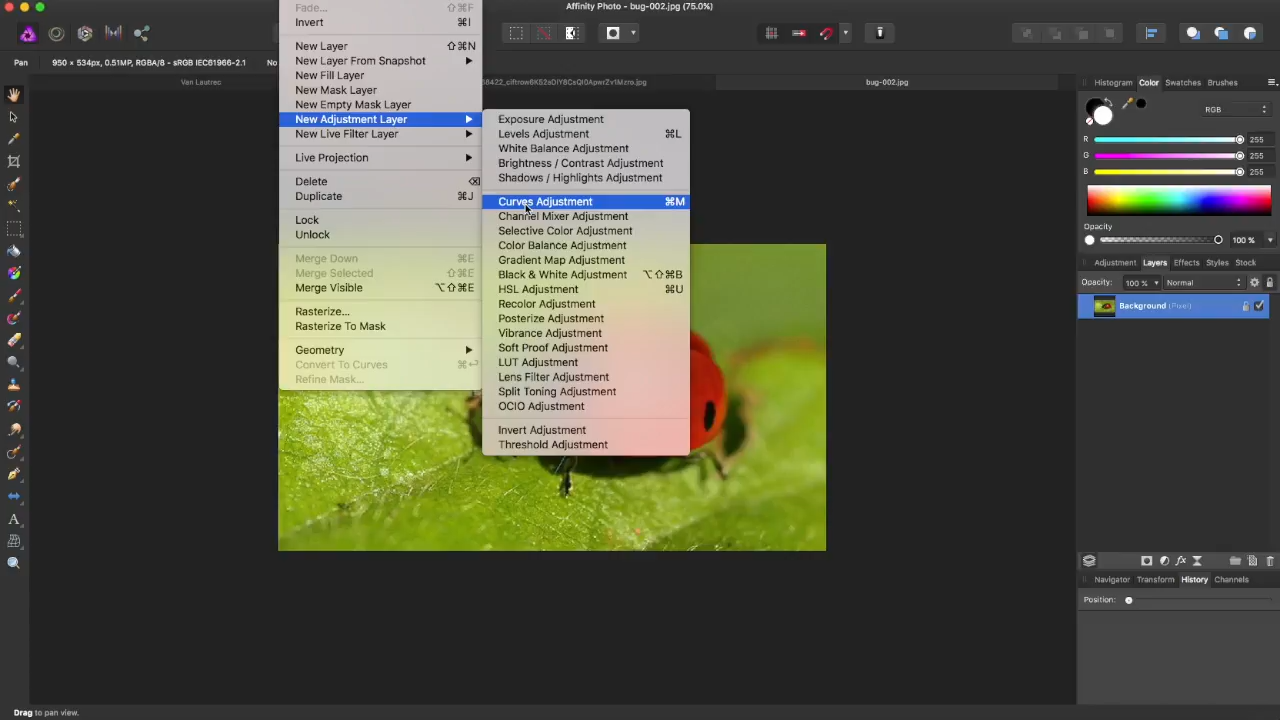 Affinity Photo - bug-002.jpg (75.0%)
Pan
950 × 534px, 0.51MP, RGBA/8 - sRGB IEC61966-2.1
Van Lautrec
bug-002.jpg
Fade... ⇧⌘F
Invert ⌘I
New Layer ⇧⌘N
New Layer From Snapshot
New Fill Layer
New Mask Layer
New Empty Mask Layer
New Adjustment Layer
New Live Filter Layer
Live Projection
Delete ⌫
Duplicate ⌘J
Lock
Unlock
Merge Down ⌘E
Merge Selected ⇧⌘E
Merge Visible ⌥⇧⌘E
Rasterize...
Rasterize To Mask
Geometry
Convert To Curves ⌘↩
Refine Mask...
Exposure Adjustment
Levels Adjustment ⌘L
White Balance Adjustment
Brightness / Contrast Adjustment
Shadows / Highlights Adjustment
Curves Adjustment ⌘M
Channel Mixer Adjustment
Selective Color Adjustment
Color Balance Adjustment
Gradient Map Adjustment
Black & White Adjustment ⌥⇧⌘B
HSL Adjustment ⌘U
Recolor Adjustment
Posterize Adjustment
Vibrance Adjustment
Soft Proof Adjustment
LUT Adjustment
Lens Filter Adjustment
Split Toning Adjustment
OCIO Adjustment
Invert Adjustment
Threshold Adjustment
Histogram Color Swatches Brushes
RGB
R 255
G 255
B 255
Opacity
100 %
Adjustment Layers Effects Styles Stock
Opacity: 100 % Normal
Background (Pixel)
Navigator Transform History Channels
Position:
Drag to pan view.